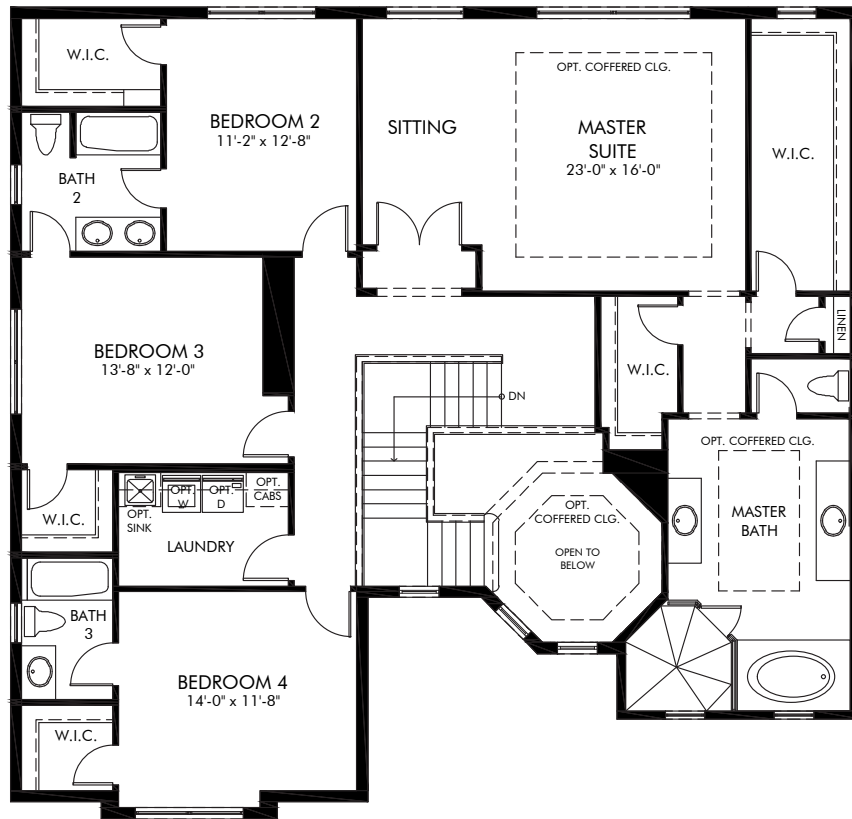 W.I.C.
BEDROOM 2
11'-2" x 12'-8"
SITTING
OPT. COFFERED CLG.
MASTER
SUITE
23'-0" x 16'-0"
W.I.C.
BATH
2
BEDROOM 3
13'-8" x 12'-0"
LINEN
W.I.C.
DN
OPT. COFFERED CLG.
MASTER
BATH
W.I.C.
OPT.
SINK
OPT.
W
OPT.
D
OPT.
CABS
LAUNDRY
OPT.
COFFERED CLG.
OPEN TO
BELOW
BATH
3
BEDROOM 4
14'-0" x 11'-8"
W.I.C.